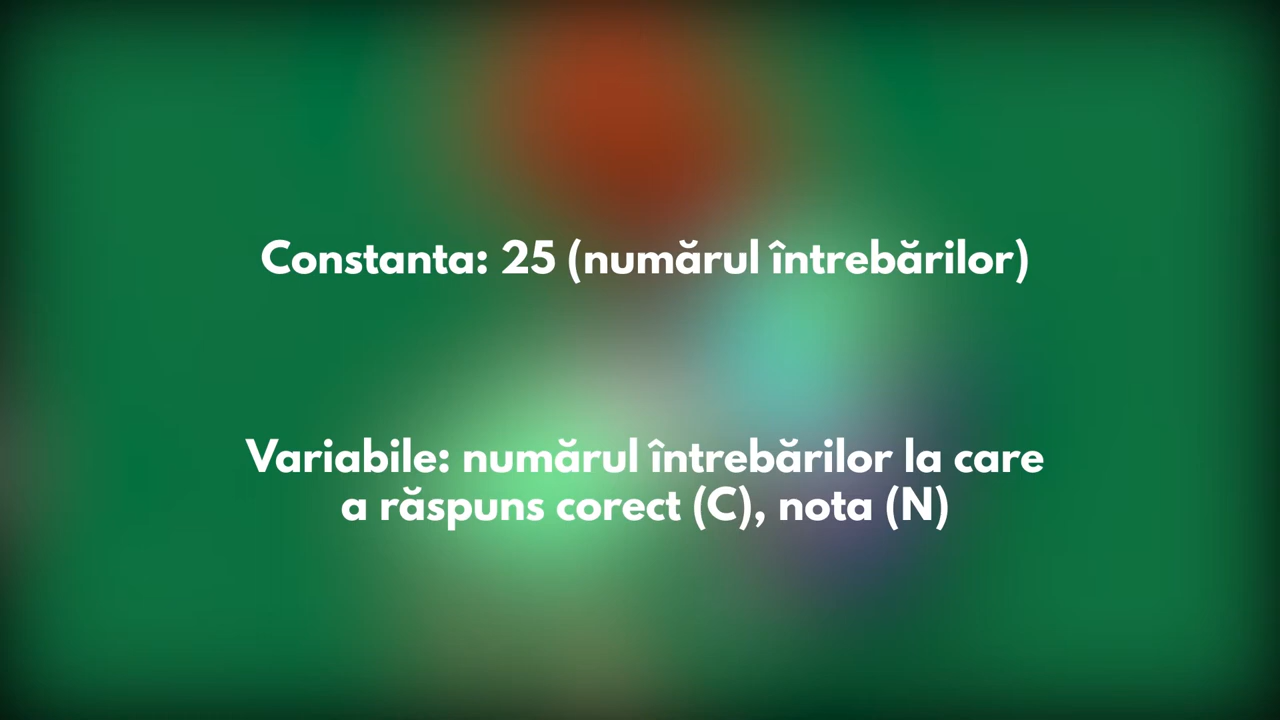 Constanta: 25 (numărul întrebărilor)
Variabile: numărul întrebărilor la care
a răspuns corect (C), nota (N)